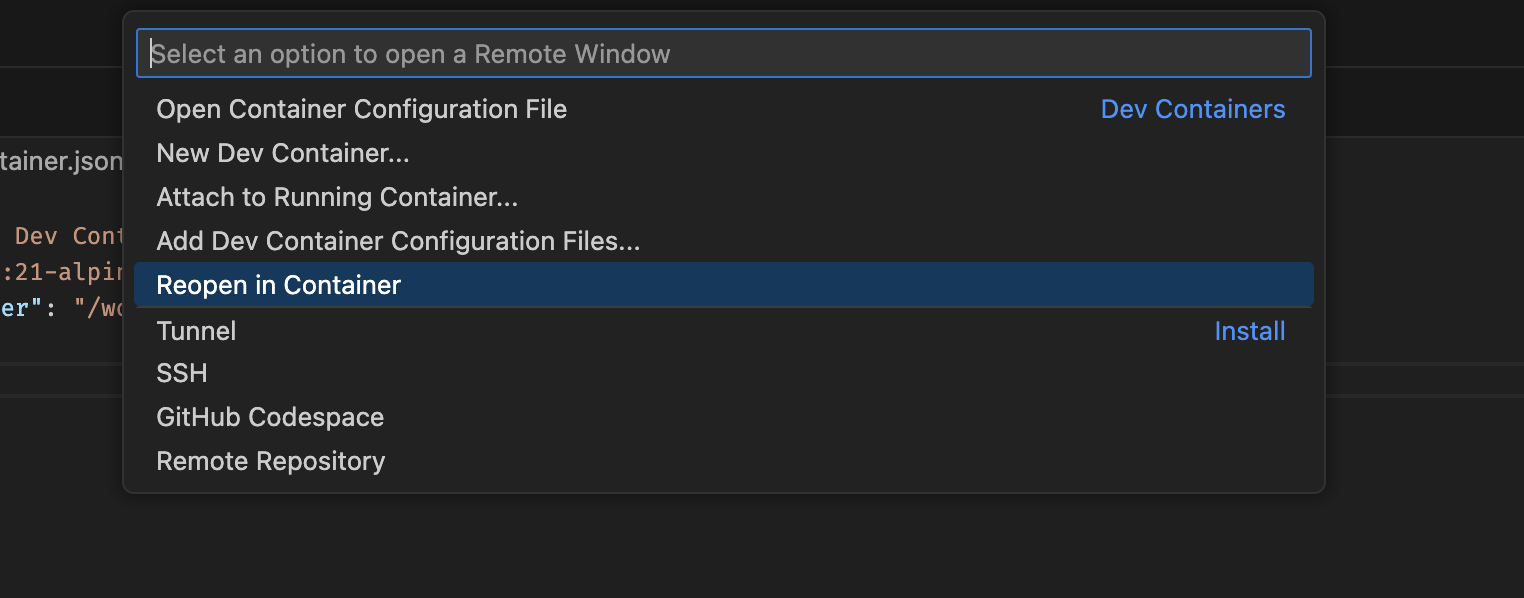 Select an option to open a Remote Window
Open Container Configuration File Dev Containers
New Dev Container...
Attach to Running Container...
Add Dev Container Configuration Files...
Reopen in Container
Tunnel Install
SSH
GitHub Codespace
Remote Repository
tainer.json
Dev Cont
:21-alpin
er": "/wo